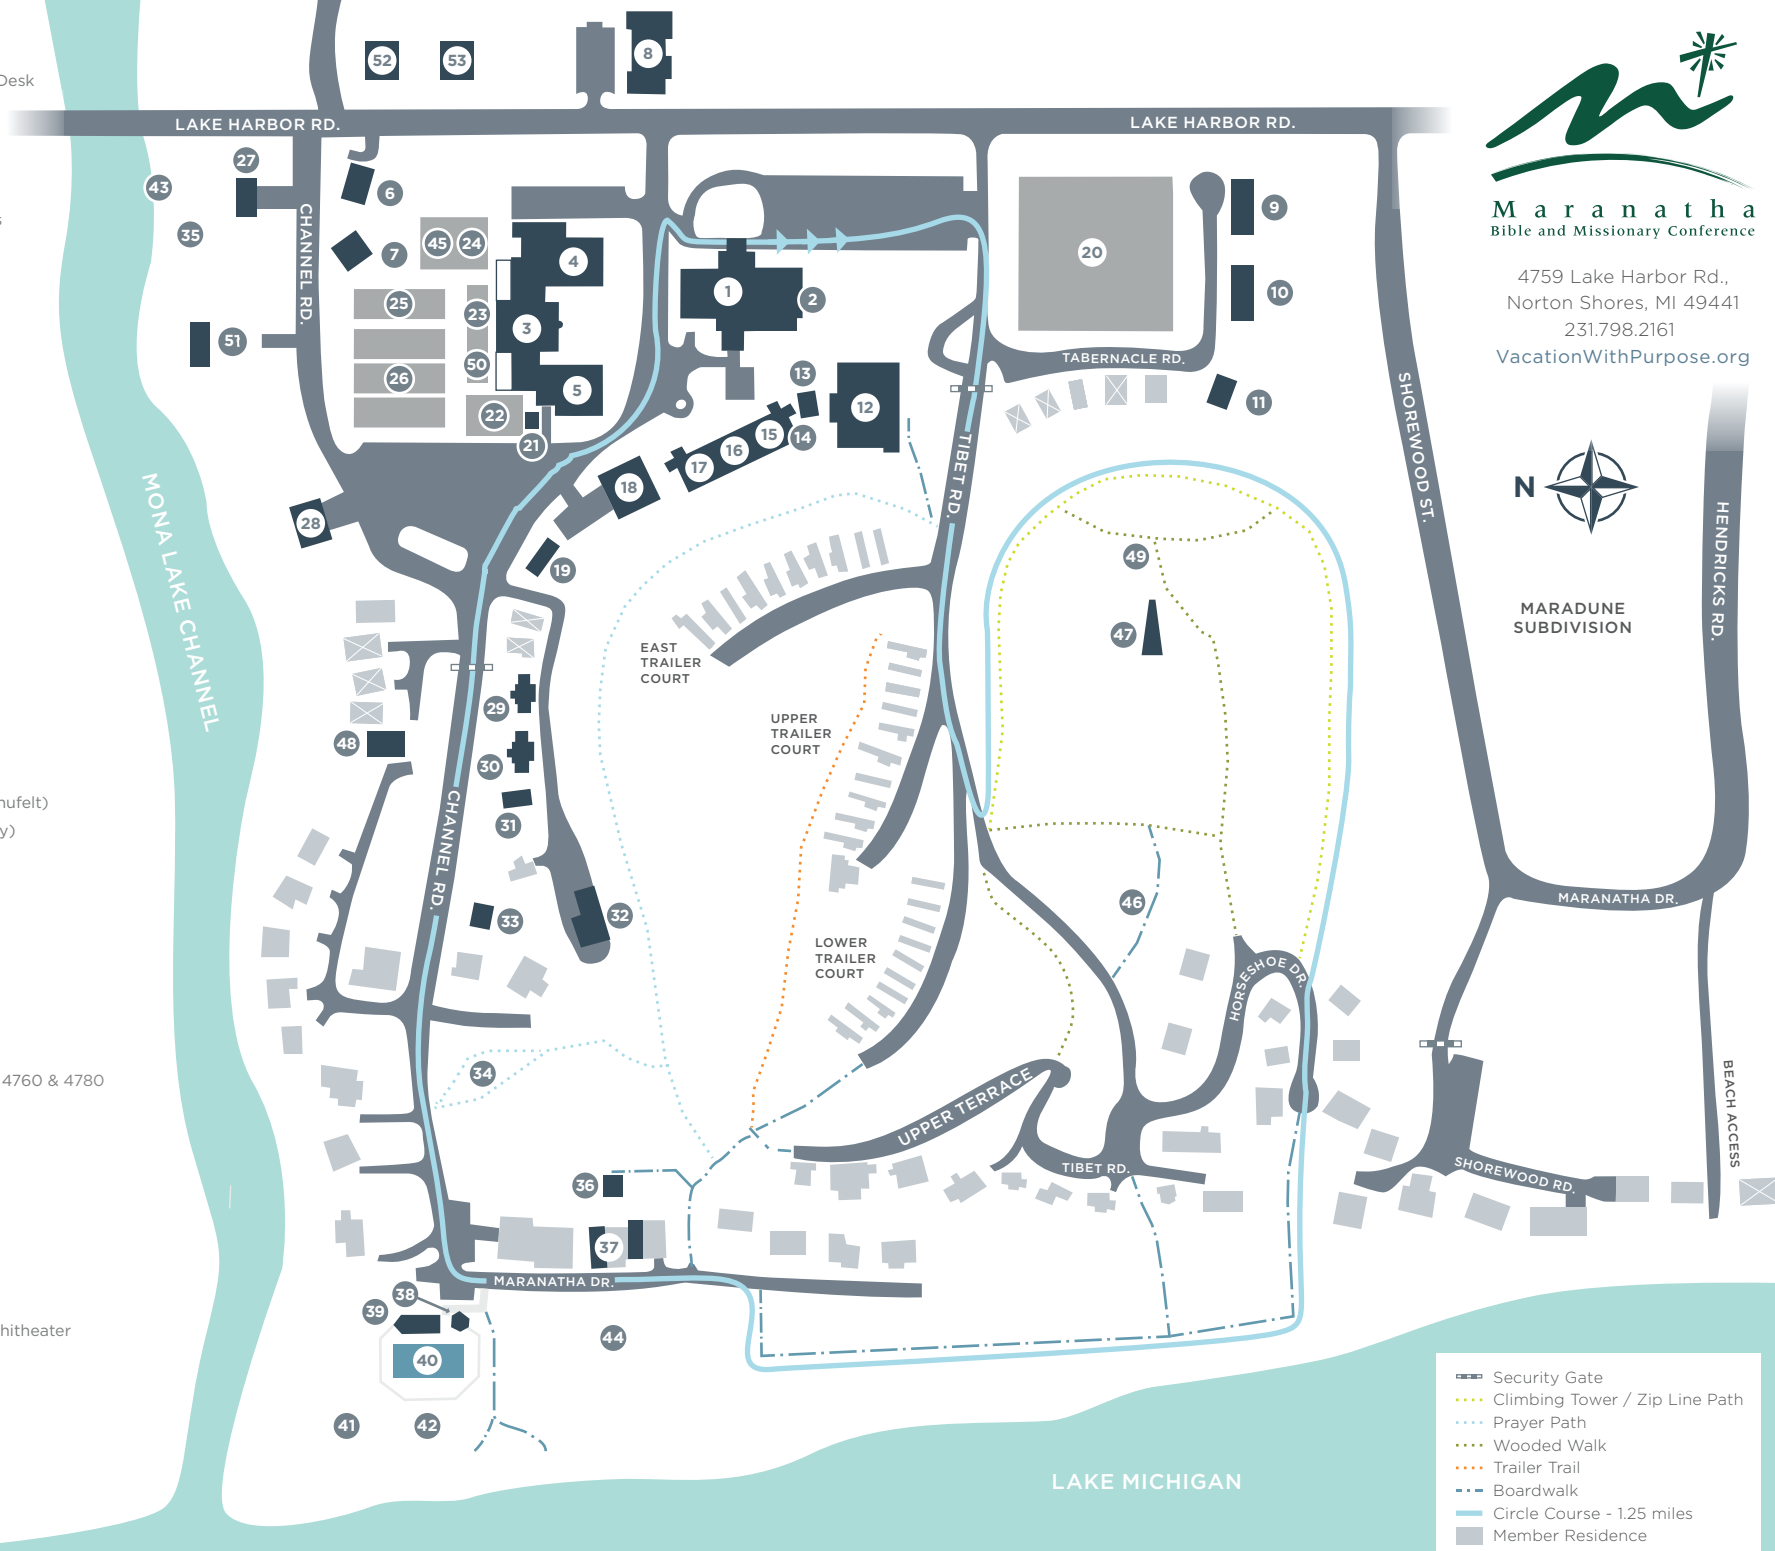 52
53
8
Desk
LAKE HARBOR RD.
LAKE HARBOR RD.
27
43
6
35
7
45
24
4
9
20
1
2
10
25
23
3
51
50
26
5
13
12
22
15
14
21
16
17
11
CHANNEL RD.
TABERNACLE RD.
TIBET RD.
SHOREWOOD ST.
Maranatha
Bible and Missionary Conference
4759 Lake Harbor Rd.,
Norton Shores, MI 49441
231.798.2161
VacationWithPurpose.org
N
HENDRICKS RD.
MARADUNE
SUBDIVISION
18
28
19
49
47
MONA LAKE CHANNEL
EAST
TRAILER
COURT
UPPER
TRAILER
COURT
29
48
30
31
nufelt)
y)
CHANNEL RD.
33
32
46
LOWER
TRAILER
COURT
MARANATHA DR.
HORSESHOE DR.
34
4760 & 4780
UPPER TERRACE
TIBET RD.
SHOREWOOD RD.
BEACH ACCESS
36
37
MARANATHA DR.
38
39
44
hitheater
40
41
42
LAKE MICHIGAN
Security Gate
Climbing Tower / Zip Line Path
Prayer Path
Wooded Walk
Trailer Trail
Boardwalk
Circle Course - 1.25 miles
Member Residence